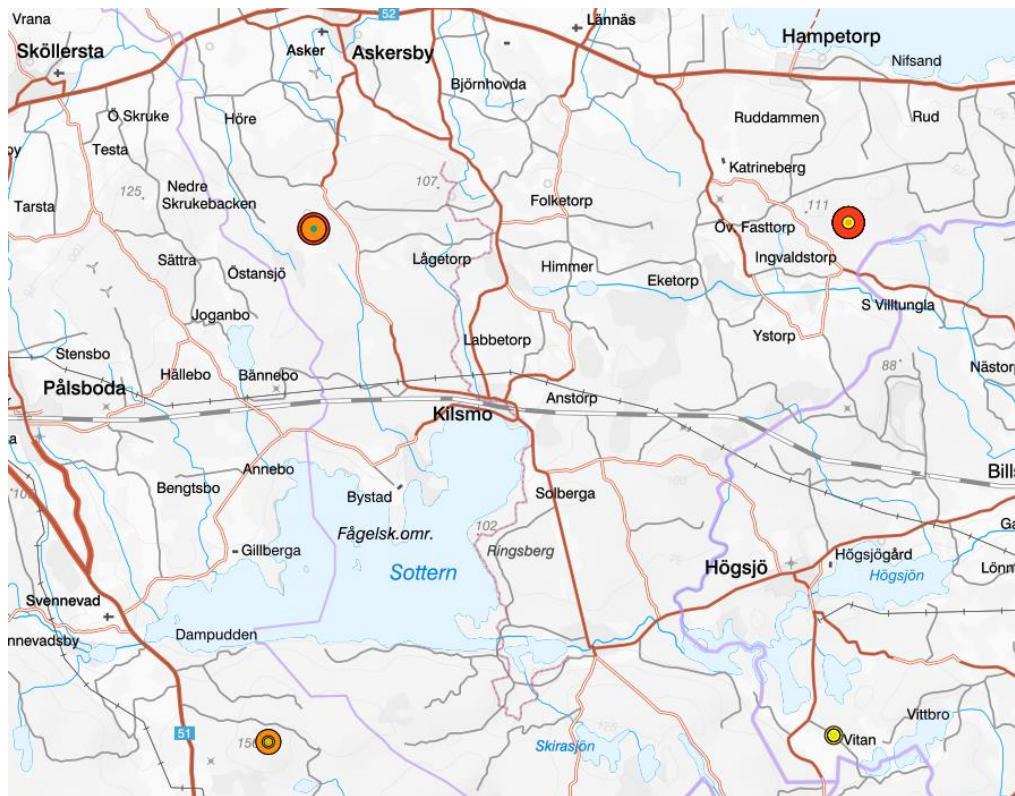 Vrana
52
Lännäs
Sköllersta
Asker
Askersby
Hampetorp
Nifsand
Björnhovda
Ö Skruke
Höre
Ruddammen
Rud
Testa
Katrineberg
125
Nedre
Skrukebacken
107
Folketorp
111
Tarsta
Öv. Fasttorp
Sättra
Östansjö
Lågetorp
Himmer
Eketorp
Ingvaldstorp
S Villtungla
Joganbo
Labbetorp
Ystorp
Stensbo
Hällebo
Bännebo
88
Nästorp
Pålsboda
Kilsmo
Anstorp
Annebo
Bengtsbo
Bystad
Solberga
Bills
Fågelsk.omr.
102
Ringsberg
Gillberga
Sottern
Högsjö
Högsjögård
Högsjön
Svennevad
nnevadsby
Dampudden
51
Skirasjön
Vittbro
Vitan